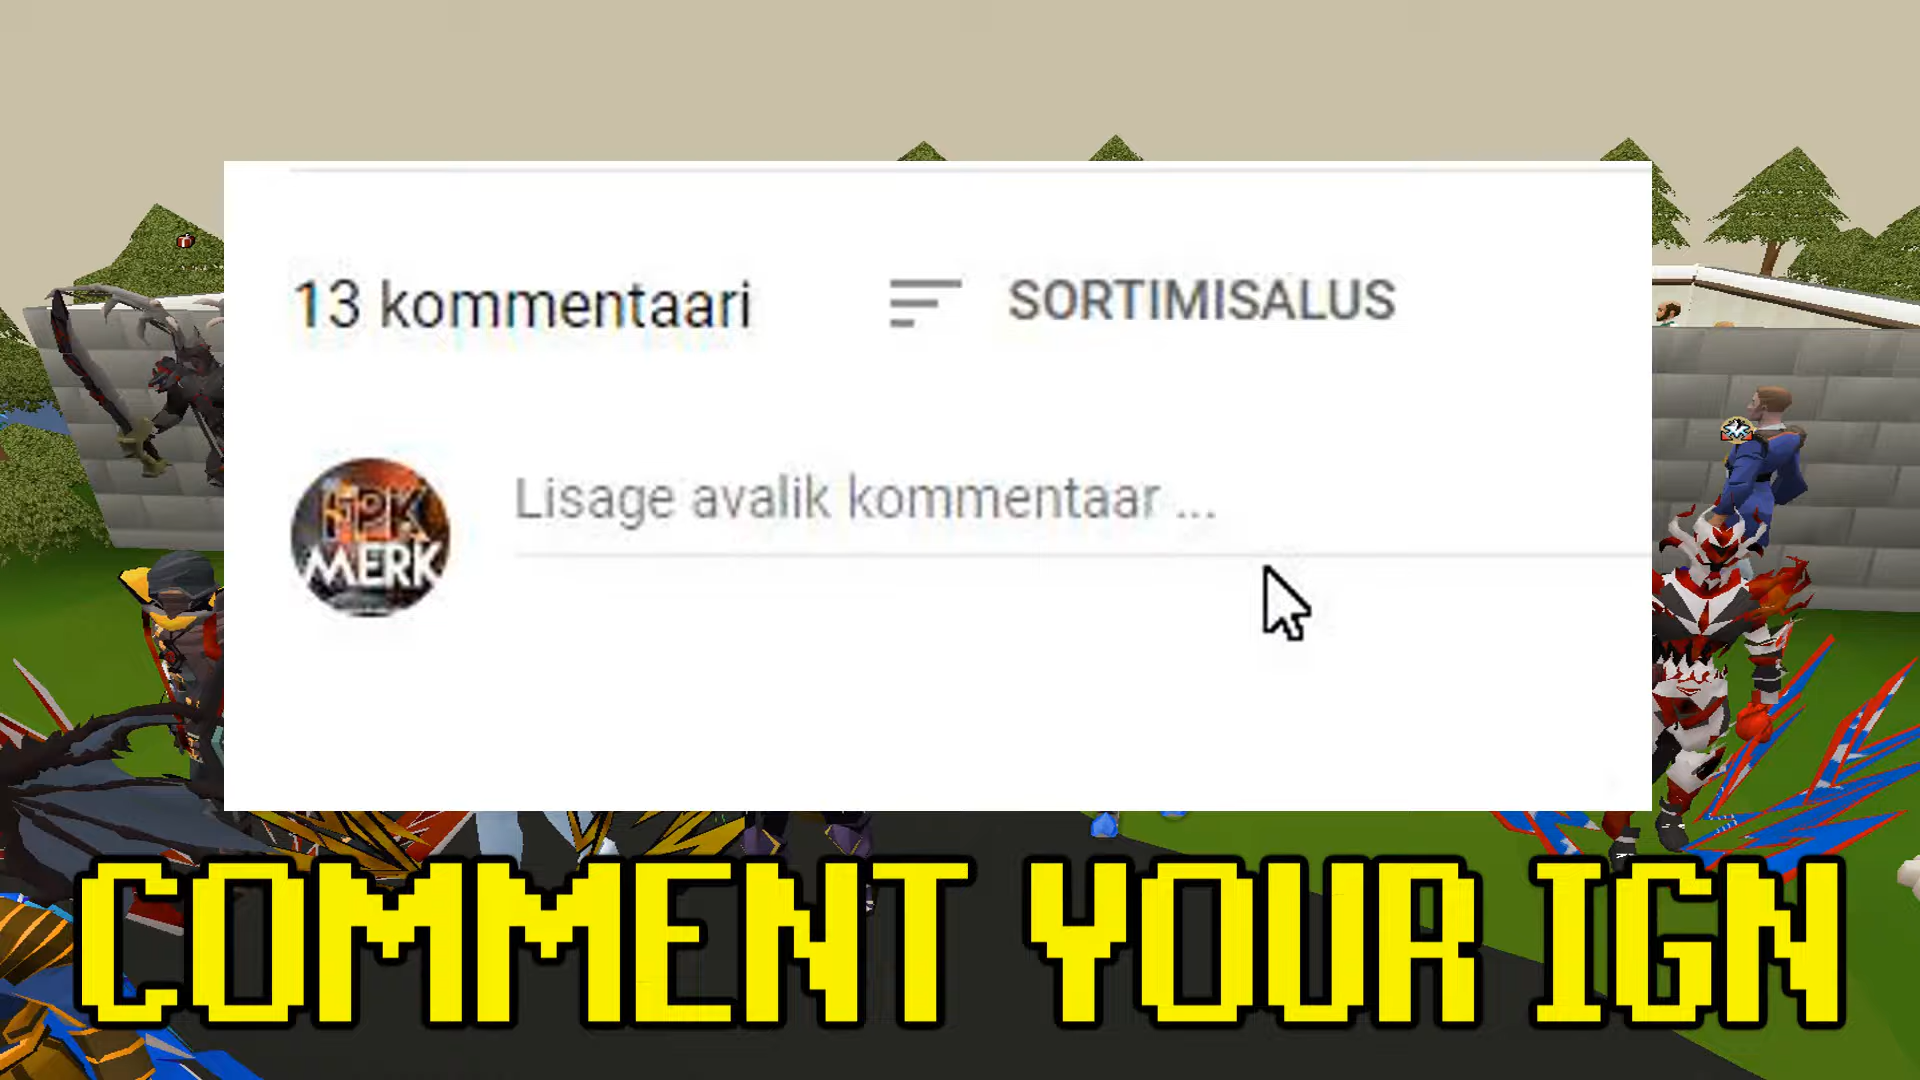 13 kommentaari
SORTIMISALUS
Lisage avalik kommentaar ...
MERK
COMMENT YOUR IGN